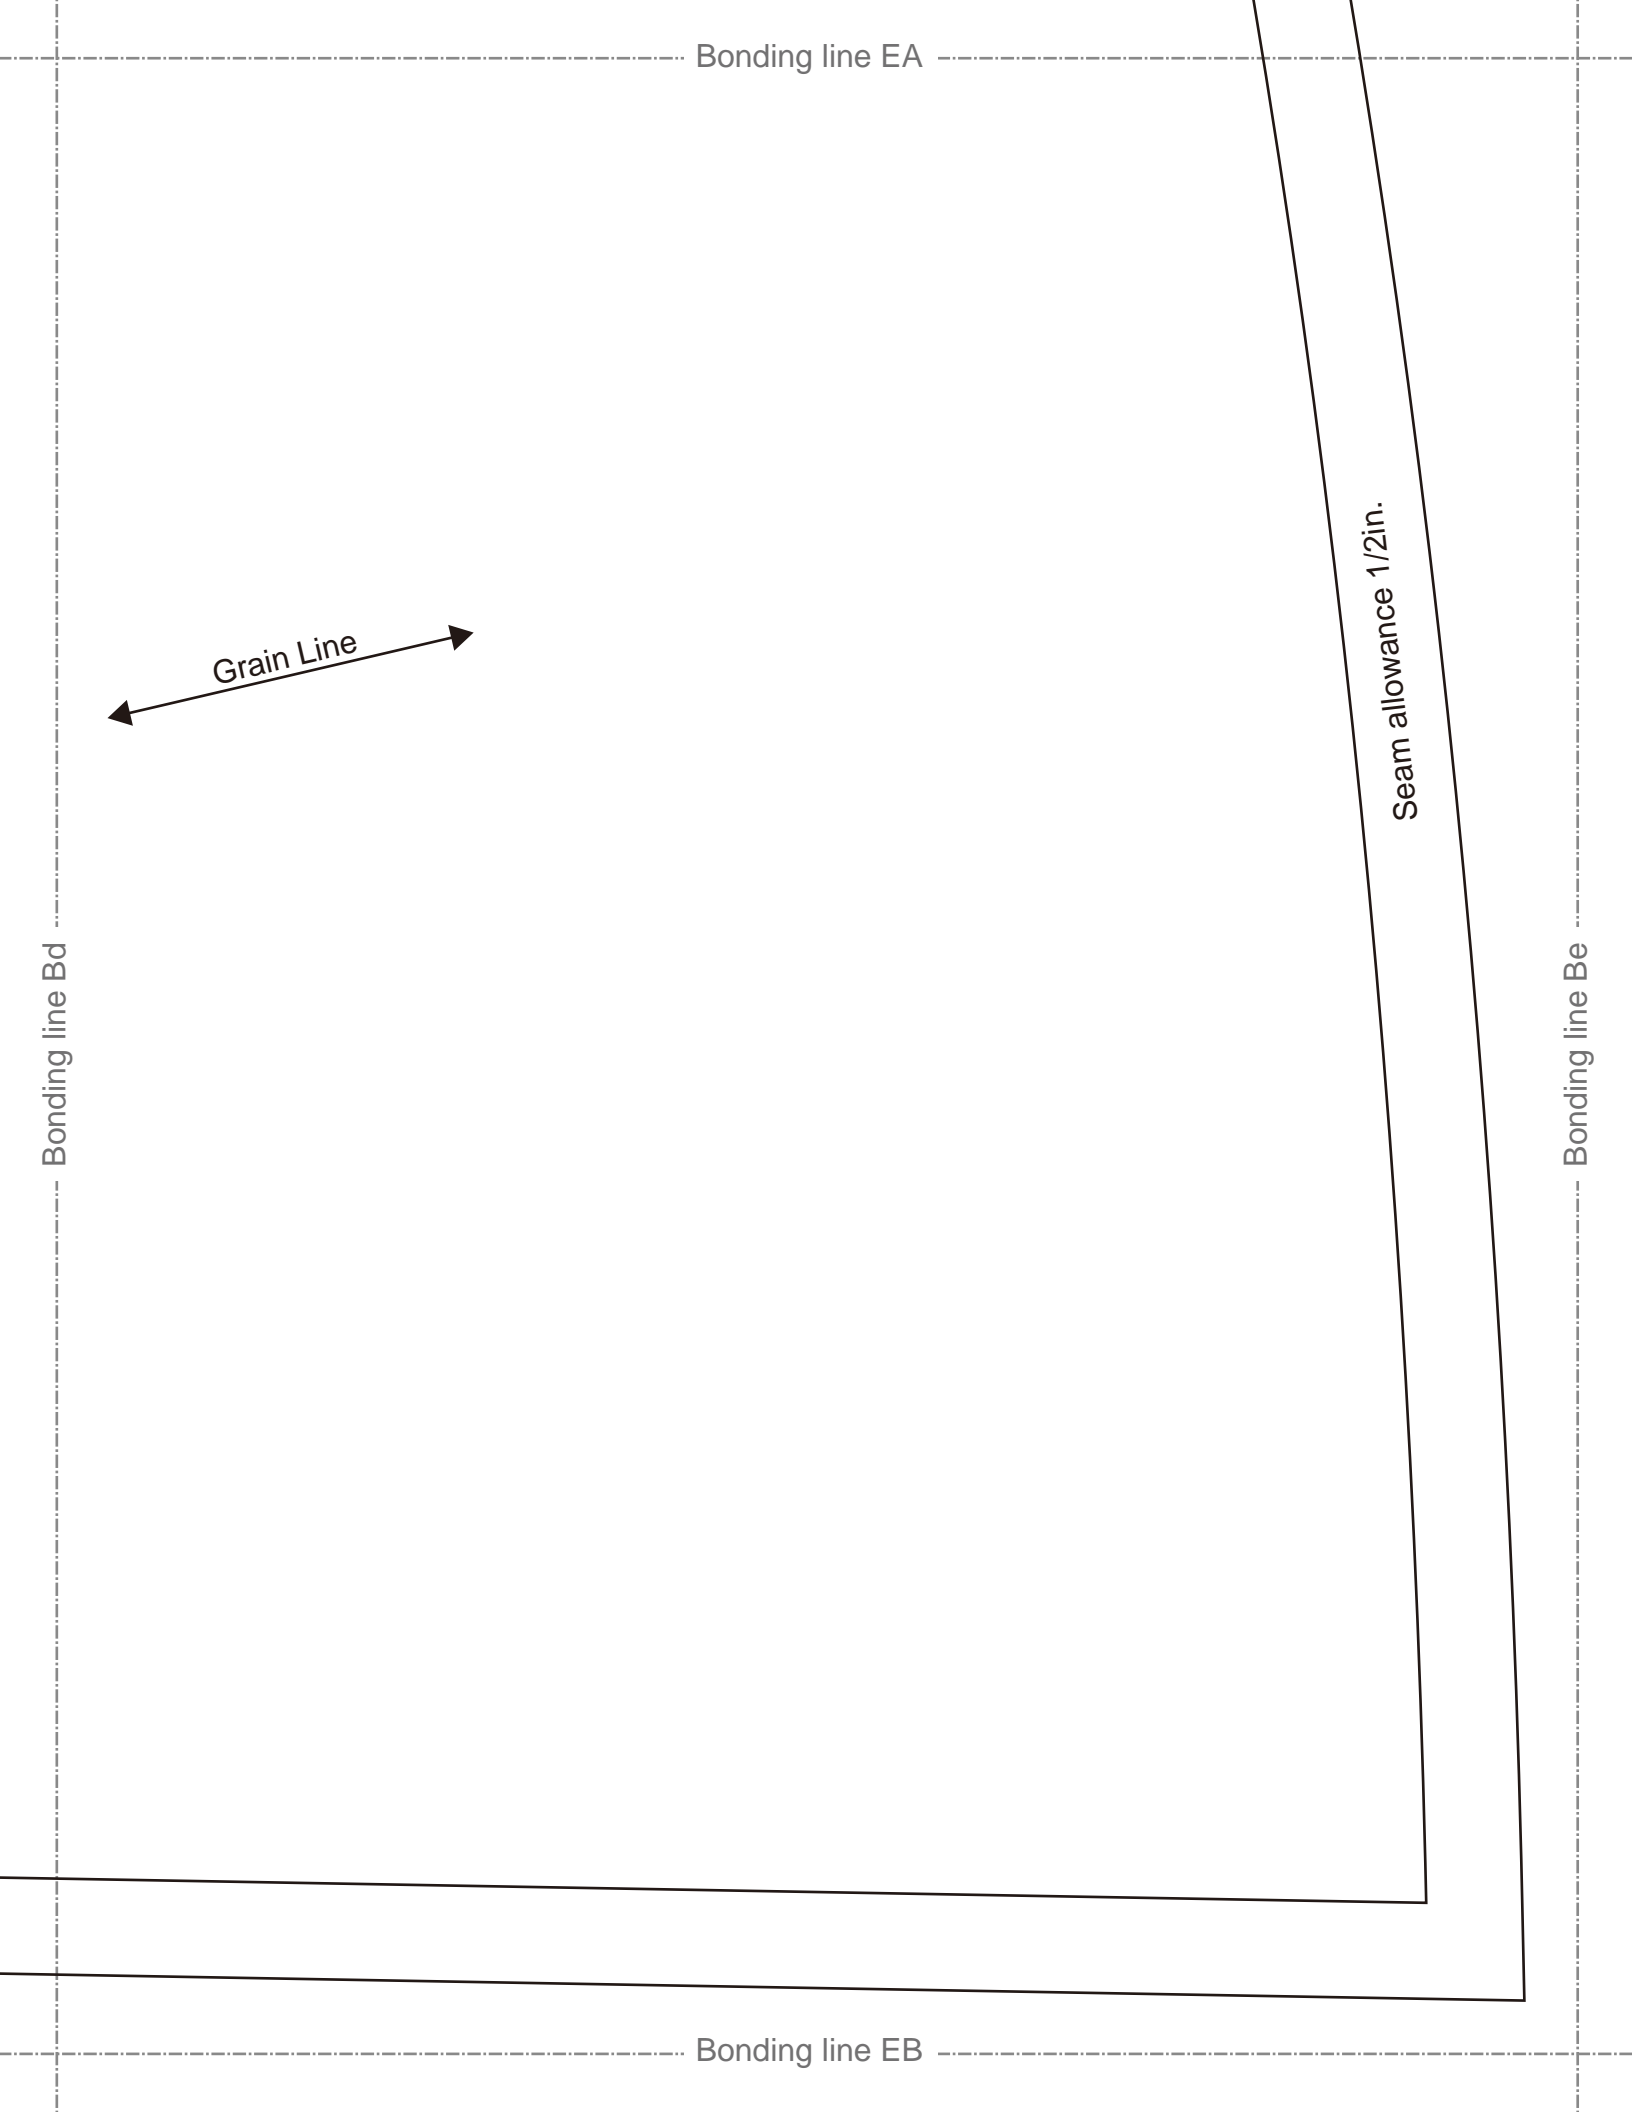 Bonding line EA
Seam allowance 1/2in.
Grain Line
Bonding line Bd
Bonding line Be
Bonding line EB